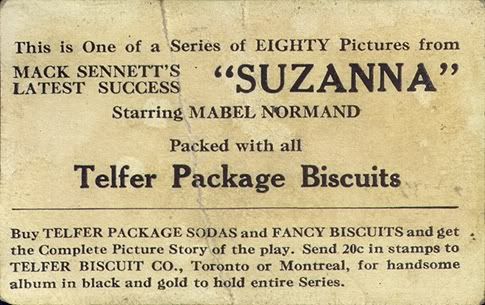 This is One of a Series of EIGHTY Pictures from
MACK SENNETT'S
LATEST SUCCESS
"SUZANNA"
Starring MABEL NORMAND
Packed with all
Telfer Package Biscuits
Buy TELFER PACKAGE SODAS and FANCY BISCUITS and get
the Complete Picture Story of the play. Send 20c in stamps to
TELFER BISCUIT CO., Toronto or Montreal, for handsome
album in black and gold to hold entire Series.